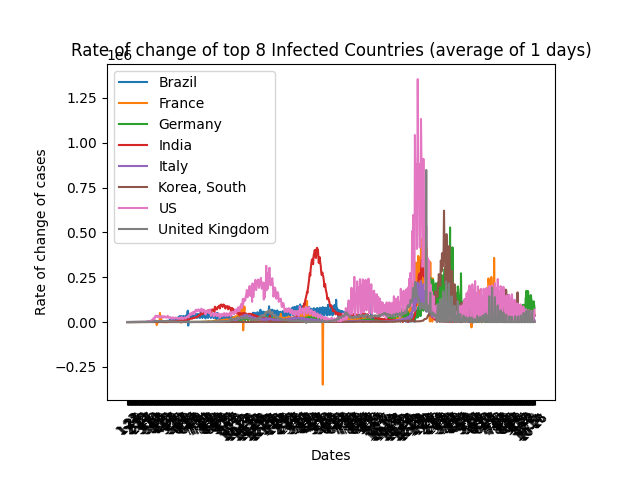 Rate of change of top 8 Infected Countries (average of 1 days)
1e6
Brazil
France
Germany
India
Italy
Korea, South
US
United Kingdom
1.25
1.00
0.75
0.50
0.25
0.00
−0.25
Rate of change of cases
Dates